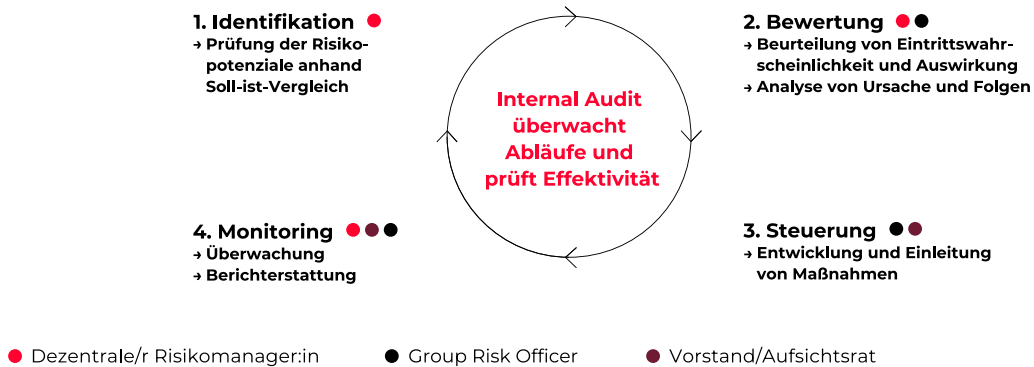 1. Identifikation
→ Prüfung der Risiko-
potenziale anhand
Soll-ist-Vergleich
2. Bewertung
→ Beurteilung von Eintrittswahr-
scheinlichkeit und Auswirkung
→ Analyse von Ursache und Folgen
Internal Audit
überwacht
Abläufe und
prüft Effektivität
4. Monitoring
→ Überwachung
→ Berichterstattung
3. Steuerung
→ Entwicklung und Einleitung
von Maßnahmen
Dezentrale/r Risikomanager:in
Group Risk Officer
Vorstand/Aufsichtsrat